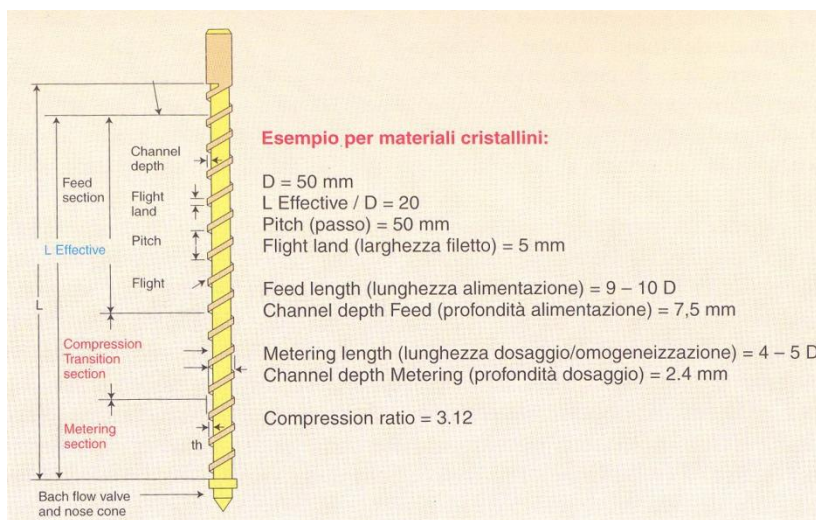 Channel
depth
Feed
section
Flight
land
L Effective
Pitch
Flight
L
Compression
Transition
section
Metering
section
th
Bach flow valve
and nose cone
Esempio per materiali cristallini:
D = 50 mm
L Effective / D = 20
Pitch (passo) = 50 mm
Flight land (larghezza filetto) = 5 mm
Feed length (lunghezza alimentazione) = 9 – 10 D
Channel depth Feed (profondità alimentazione) = 7,5 mm
Metering length (lunghezza dosaggio/omogeneizzazione) = 4 – 5 D
Channel depth Metering (profondità dosaggio) = 2.4 mm
Compression ratio = 3.12